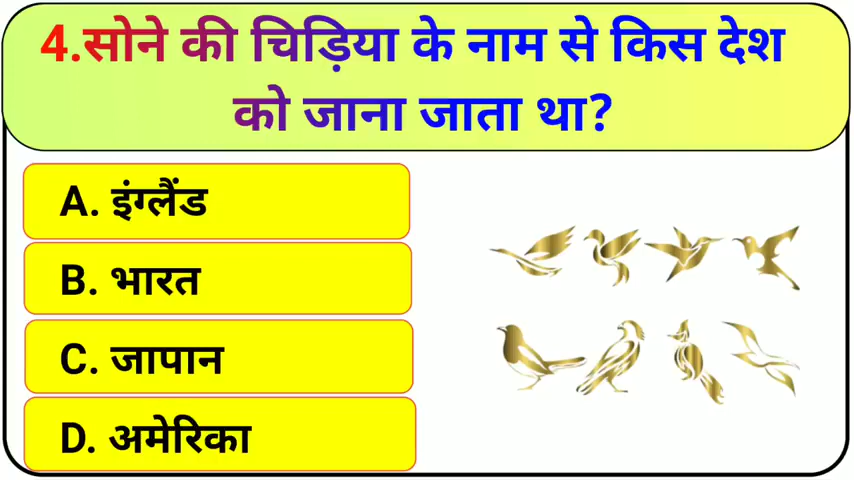 4.सोने की चिड़िया के नाम से किस देश
को जाना जाता था?
A. इंग्लैंड
B. भारत
C. जापान
D. अमेरिका